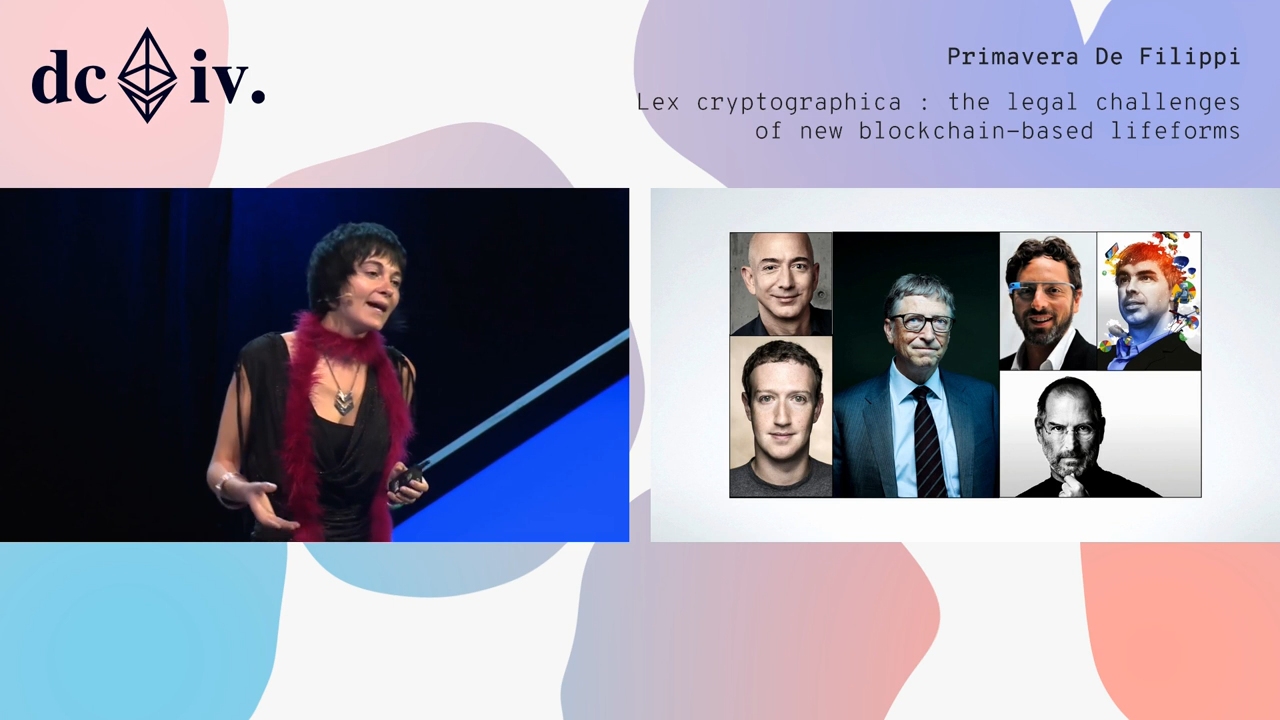 dc iv.
Primavera De Filippi
Lex cryptographica : the legal challenges
of new blockchain-based lifeforms